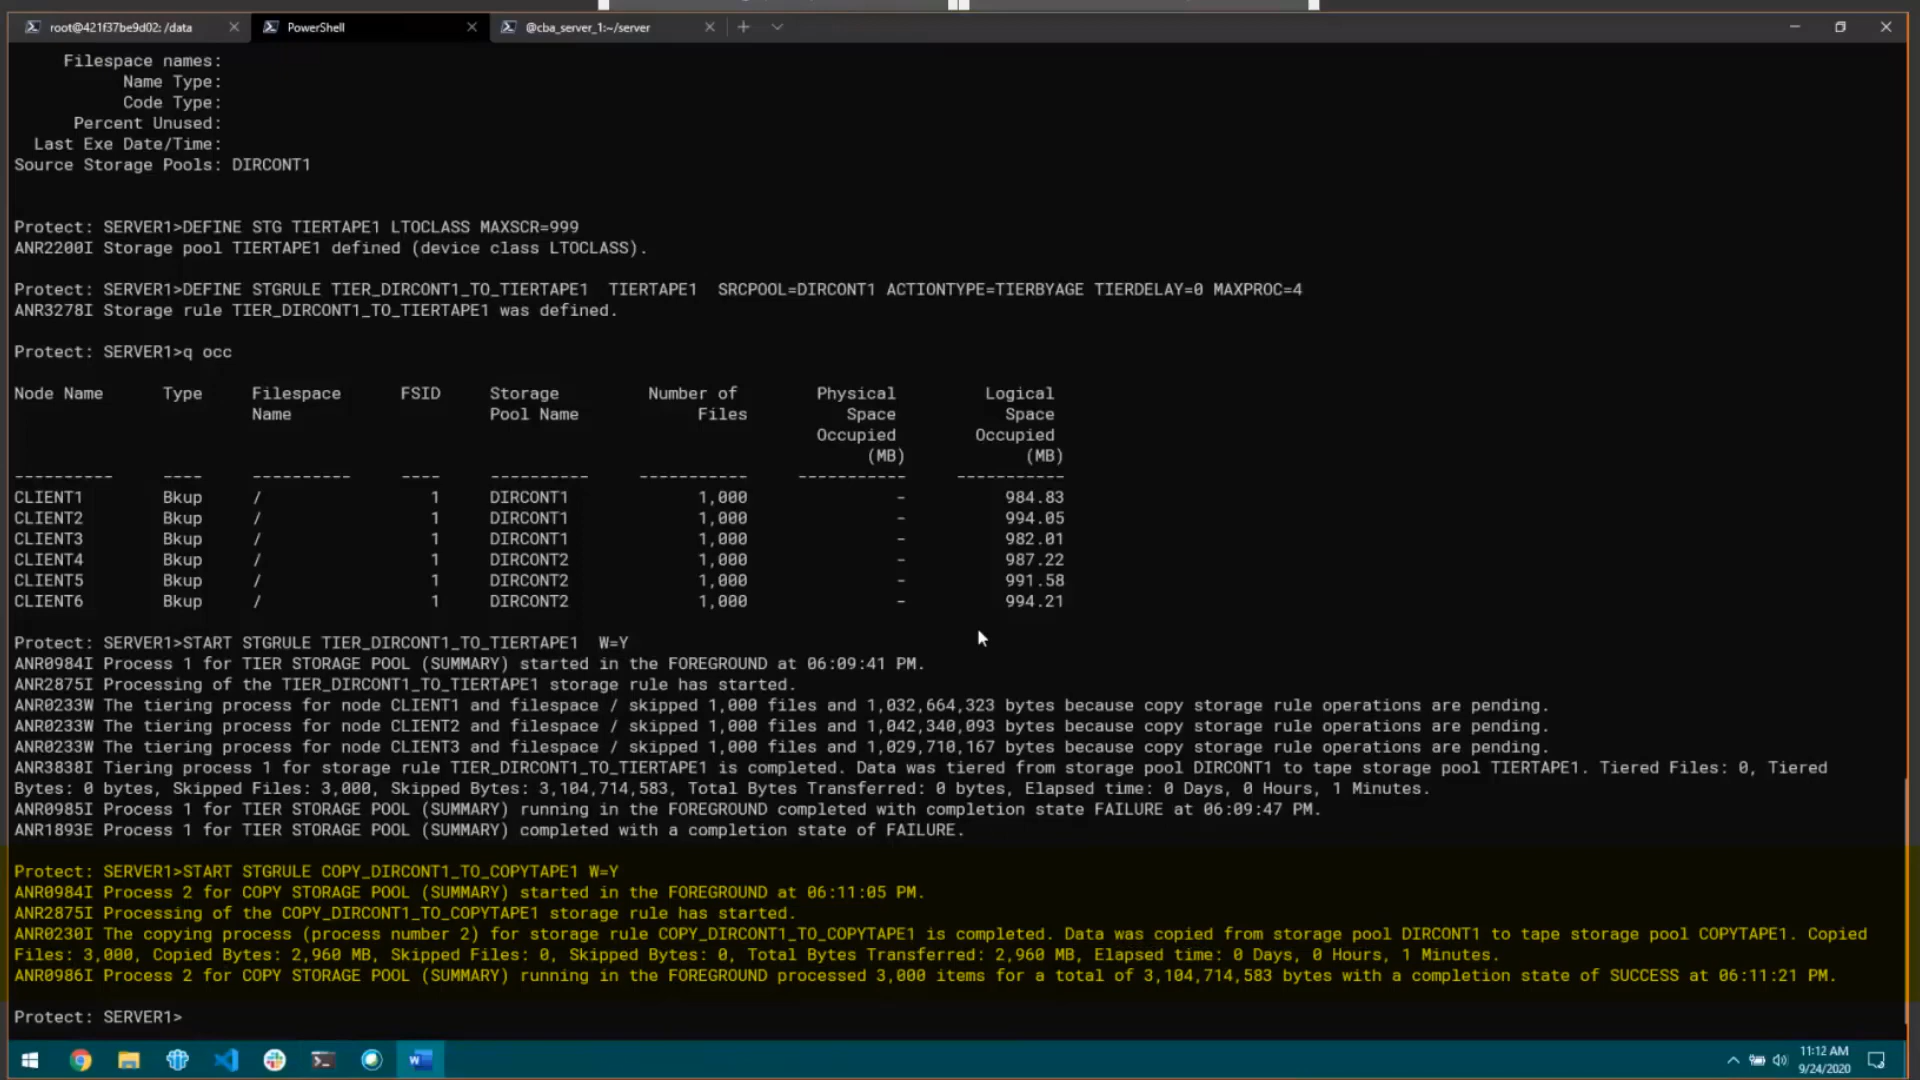 root@421f37be9d02: /data
PowerShell
@cba_server_1:~/server
Filespace names:
Name Type:
Code Type:
Percent Unused:
Last Exe Date/Time:
Source Storage Pools: DIRCONT1
Protect: SERVER1>DEFINE STG TIERTAPE1 LTOCLASS MAXSCR=999
ANR2200I Storage pool TIERTAPE1 defined (device class LTOCLASS).
Protect: SERVER1>DEFINE STGRULE TIER_DIRCONT1_TO_TIERTAPE1  TIERTAPE1  SRCPOOL=DIRCONT1 ACTIONTYPE=TIERBYAGE TIERDELAY=0 MAXPROC=4
ANR3278I Storage rule TIER_DIRCONT1_TO_TIERTAPE1 was defined.
Protect: SERVER1>q occ
Node Name Type Filespace FSID Storage Number of Physical Logical
Name Pool Name Files Space Space
Occupied Occupied
(MB) (MB)
---------- ---- ---------- ---- ---------- ----------- ----------- -----------
CLIENT1 Bkup / 1 DIRCONT1 1,000 - 984.83
CLIENT2 Bkup / 1 DIRCONT1 1,000 - 994.05
CLIENT3 Bkup / 1 DIRCONT1 1,000 - 982.01
CLIENT4 Bkup / 1 DIRCONT2 1,000 - 987.22
CLIENT5 Bkup / 1 DIRCONT2 1,000 - 991.58
CLIENT6 Bkup / 1 DIRCONT2 1,000 - 994.21
Protect: SERVER1>START STGRULE TIER_DIRCONT1_TO_TIERTAPE1  W=Y
ANR0984I Process 1 for TIER STORAGE POOL (SUMMARY) started in the FOREGROUND at 06:09:41 PM.
ANR2875I Processing of the TIER_DIRCONT1_TO_TIERTAPE1 storage rule has started.
ANR0233W The tiering process for node CLIENT1 and filespace / skipped 1,000 files and 1,032,664,323 bytes because copy storage rule operations are pending.
ANR0233W The tiering process for node CLIENT2 and filespace / skipped 1,000 files and 1,042,340,093 bytes because copy storage rule operations are pending.
ANR0233W The tiering process for node CLIENT3 and filespace / skipped 1,000 files and 1,029,710,167 bytes because copy storage rule operations are pending.
ANR3838I Tiering process 1 for storage rule TIER_DIRCONT1_TO_TIERTAPE1 is completed. Data was tiered from storage pool DIRCONT1 to tape storage pool TIERTAPE1. Tiered Files: 0, Tiered
Bytes: 0 bytes, Skipped Files: 3,000, Skipped Bytes: 3,104,714,583, Total Bytes Transferred: 0 bytes, Elapsed time: 0 Days, 0 Hours, 1 Minutes.
ANR0985I Process 1 for TIER STORAGE POOL (SUMMARY) running in the FOREGROUND completed with completion state FAILURE at 06:09:47 PM.
ANR1893E Process 1 for TIER STORAGE POOL (SUMMARY) completed with a completion state of FAILURE.
Protect: SERVER1>START STGRULE COPY_DIRCONT1_TO_COPYTAPE1 W=Y
ANR0984I Process 2 for COPY STORAGE POOL (SUMMARY) started in the FOREGROUND at 06:11:05 PM.
ANR2875I Processing of the COPY_DIRCONT1_TO_COPYTAPE1 storage rule has started.
ANR0230I The copying process (process number 2) for storage rule COPY_DIRCONT1_TO_COPYTAPE1 is completed. Data was copied from storage pool DIRCONT1 to tape storage pool COPYTAPE1. Copied
Files: 3,000, Copied Bytes: 2,960 MB, Skipped Files: 0, Skipped Bytes: 0, Total Bytes Transferred: 2,960 MB, Elapsed time: 0 Days, 0 Hours, 1 Minutes.
ANR0986I Process 2 for COPY STORAGE POOL (SUMMARY) running in the FOREGROUND processed 3,000 items for a total of 3,104,714,583 bytes with a completion state of SUCCESS at 06:11:21 PM.
Protect: SERVER1>
11:12 AM
9/24/2020